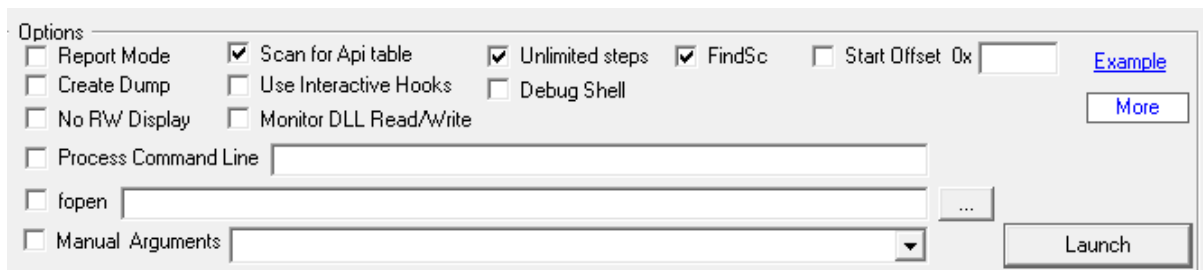 Options
Report Mode Scan for Api table Unlimited steps FindSc Start Offset 0x Example
Create Dump Use Interactive Hooks Debug Shell
No RW Display Monitor DLL Read/Write More
Process Command Line
fopen ...
Manual Arguments Launch